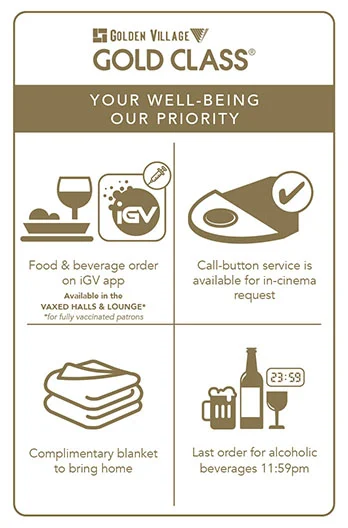 GOLDEN VILLAGE
GOLD CLASS®
YOUR WELL-BEING
OUR PRIORITY
iGV
Food & beverage order
on iGV app
Available in the
VAXED HALLS & LOUNGE*
*for fully vaccinated patrons
Call-button service is
available for in-cinema
request
Complimentary blanket
to bring home
23:59
Last order for alcoholic
beverages 11:59pm